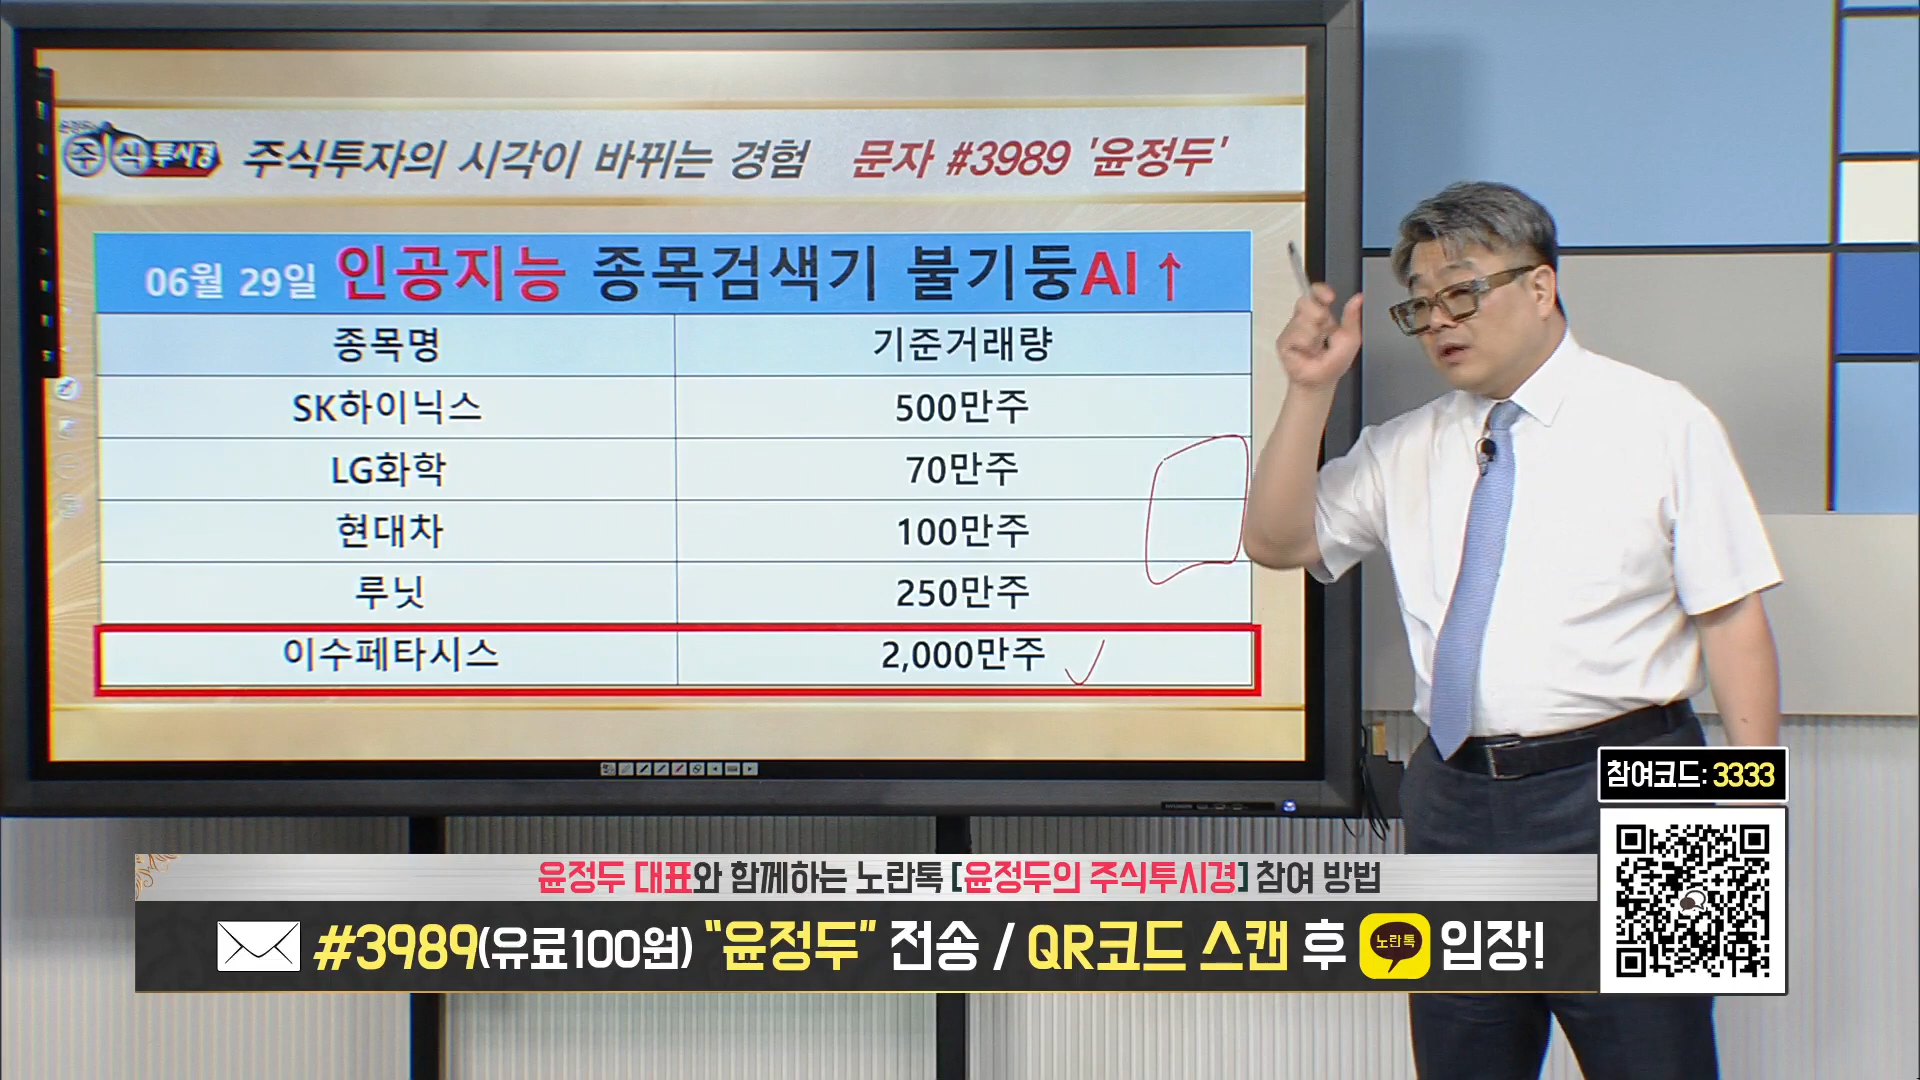 주식투시경 주식투자의 시각이 바뀌는 경험 문자 #3989 '윤정두'
06월 29일 인공지능 종목검색기 불기둥AI ↑
종목명 기준거래량
SK하이닉스 500만주
LG화학 70만주
현대차 100만주
루닛 250만주
이수페타시스 2,000만주
참여코드: 3333
윤정두 대표와 함께하는 노란톡 [윤정두의 주식투시경] 참여 방법
#3989(유료100원) “윤정두” 전송 / QR코드 스캔 후 노란톡 입장!